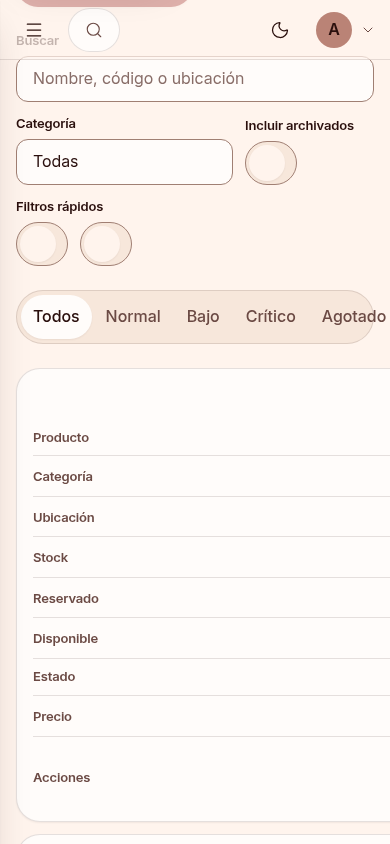 A
Buscar
Nombre, código o ubicación
Categoría
Incluir archivados
Todas
Filtros rápidos
Todos Normal Bajo Crítico Agotado
Producto
Categoría
Ubicación
Stock
Reservado
Disponible
Estado
Precio
Acciones